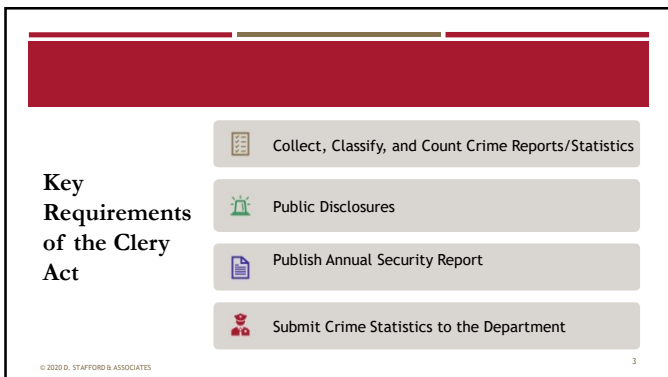 Key
Requirements
of the Clery
Act
Collect, Classify, and Count Crime Reports/Statistics
Public Disclosures
Publish Annual Security Report
Submit Crime Statistics to the Department
© 2020 D. STAFFORD & ASSOCIATES
3